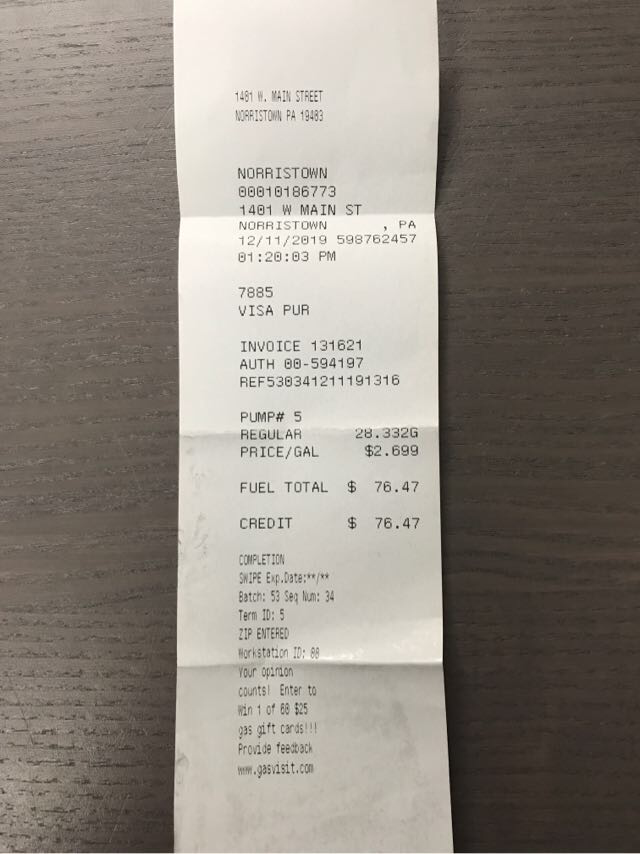 1401 W. MAIN STREET
NORRISTOWN PA 19403
NORRISTOWN
00010186773
1401 W MAIN ST
NORRISTOWN , PA
12/11/2019 598762457
01:20:03 PM
7885
VISA PUR
INVOICE 131621
AUTH 00-594197
REF530341211191316
PUMP# 5
REGULAR 28.332G
PRICE/GAL $2.699
FUEL TOTAL $ 76.47
CREDIT $ 76.47
COMPLETION
SWIPE Exp.Date:**/**
Batch: 53 Seq Num: 34
Term ID: 5
ZIP ENTERED
Workstation ID: 00
Your opinion
counts! Enter to
Win 1 of 60 $25
gas gift cards!!!
Provide feedback
www.gasvisit.com